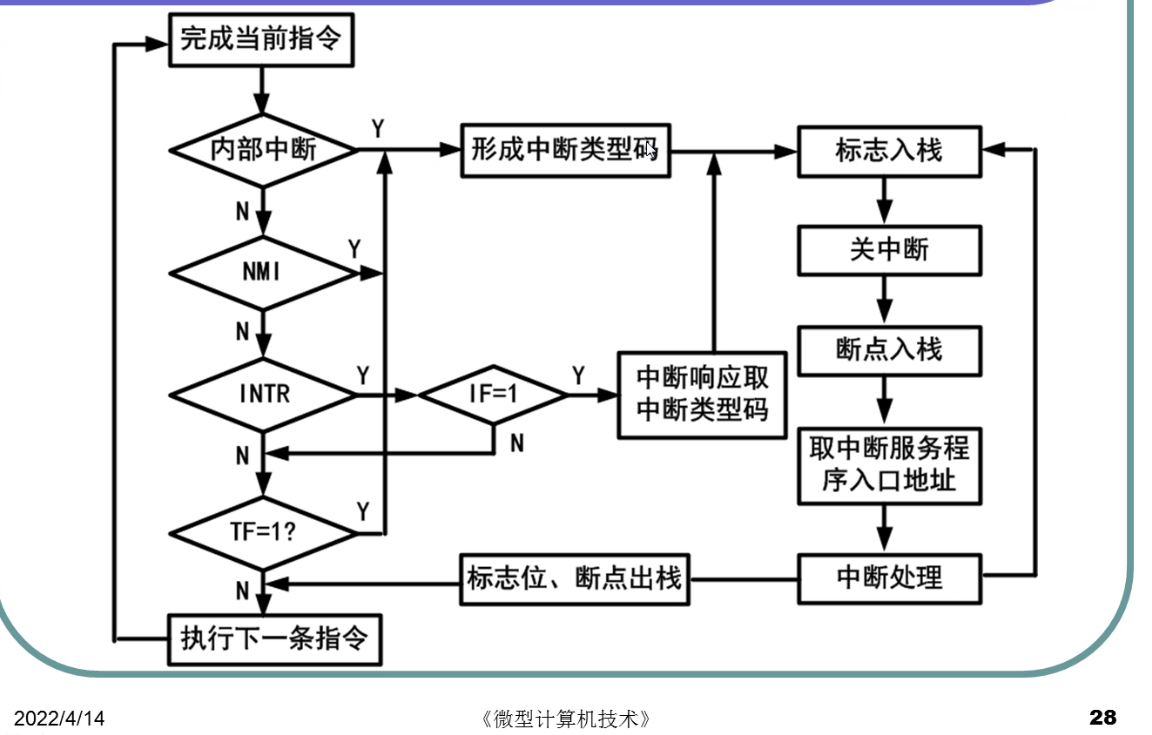 完成当前指令
内部中断
Y
N
形成中断类型码
标志入栈
关中断
NMI
Y
N
断点入栈
INTR
Y
N
IF=1
Y
N
中断响应取
中断类型码
取中断服务程
序入口地址
TF=1?
Y
N
标志位、断点出栈
中断处理
执行下一条指令
2022/4/14
《微型计算机技术》
28